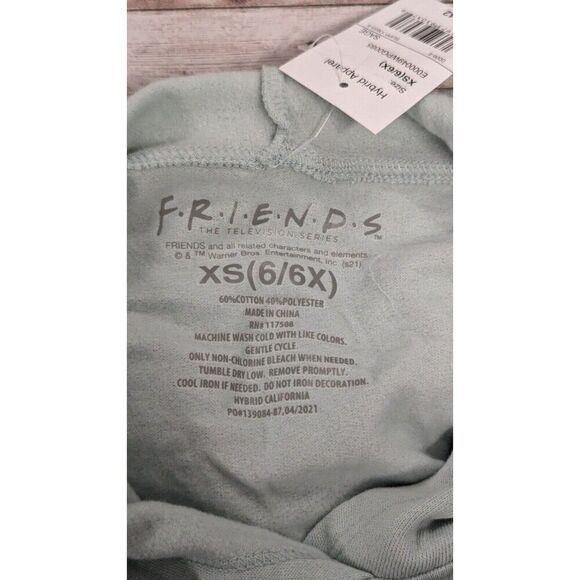 Hybrid Apparel
Size:
XS(6/6X)
E000049WPG0085
SAGE
F·R·I·E·N·D·S™
THE TELEVISION SERIES
FRIENDS and all related characters and elements
© & ™ Warner Bros. Entertainment, Inc. (s21)
XS(6/6X)
60%COTTON 40%POLYESTER
MADE IN CHINA
RN#117508
MACHINE WASH COLD WITH LIKE COLORS.
GENTLE CYCLE.
ONLY NON-CHLORINE BLEACH WHEN NEEDED.
TUMBLE DRY LOW. REMOVE PROMPTLY.
COOL IRON IF NEEDED. DO NOT IRON DECORATION.
HYBRID CALIFORNIA
PO#139084-87,04/2021